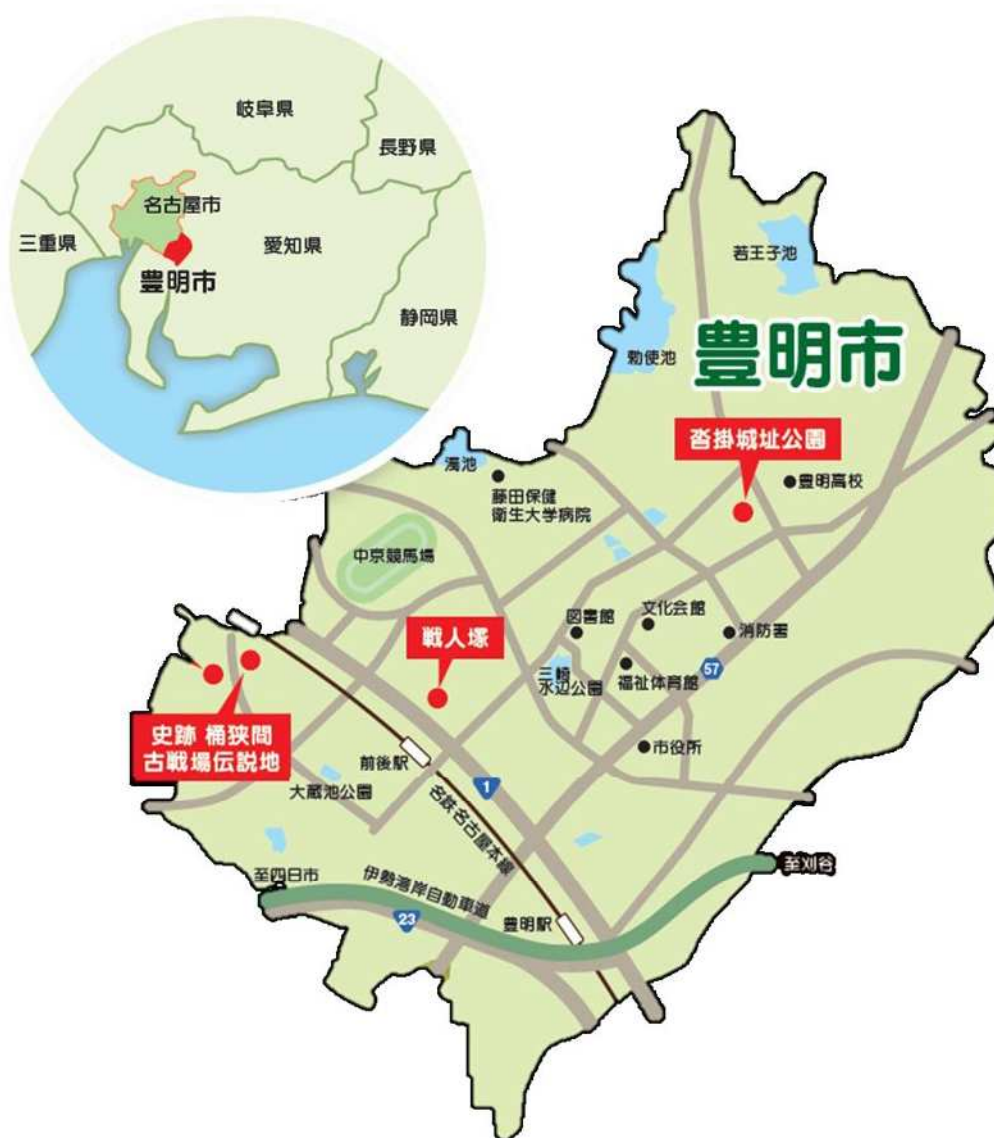 岐阜県
長野県
名古屋市
三重県
愛知県
豊明市
静岡県
若王子池
勅使池
豊明市
沓掛城址公園
濁池
豊明高校
藤田保健
衛生大学病院
中京競馬場
図書館
文化会館
消防署
戦人塚
三崎
水辺公園
福祉体育館
57
史跡 桶狭間
古戦場伝説地
前後駅
市役所
大蔵池公園
1
名鉄名古屋本線
至四日市
伊勢湾岸自動車道
至刈谷
23
豊明駅